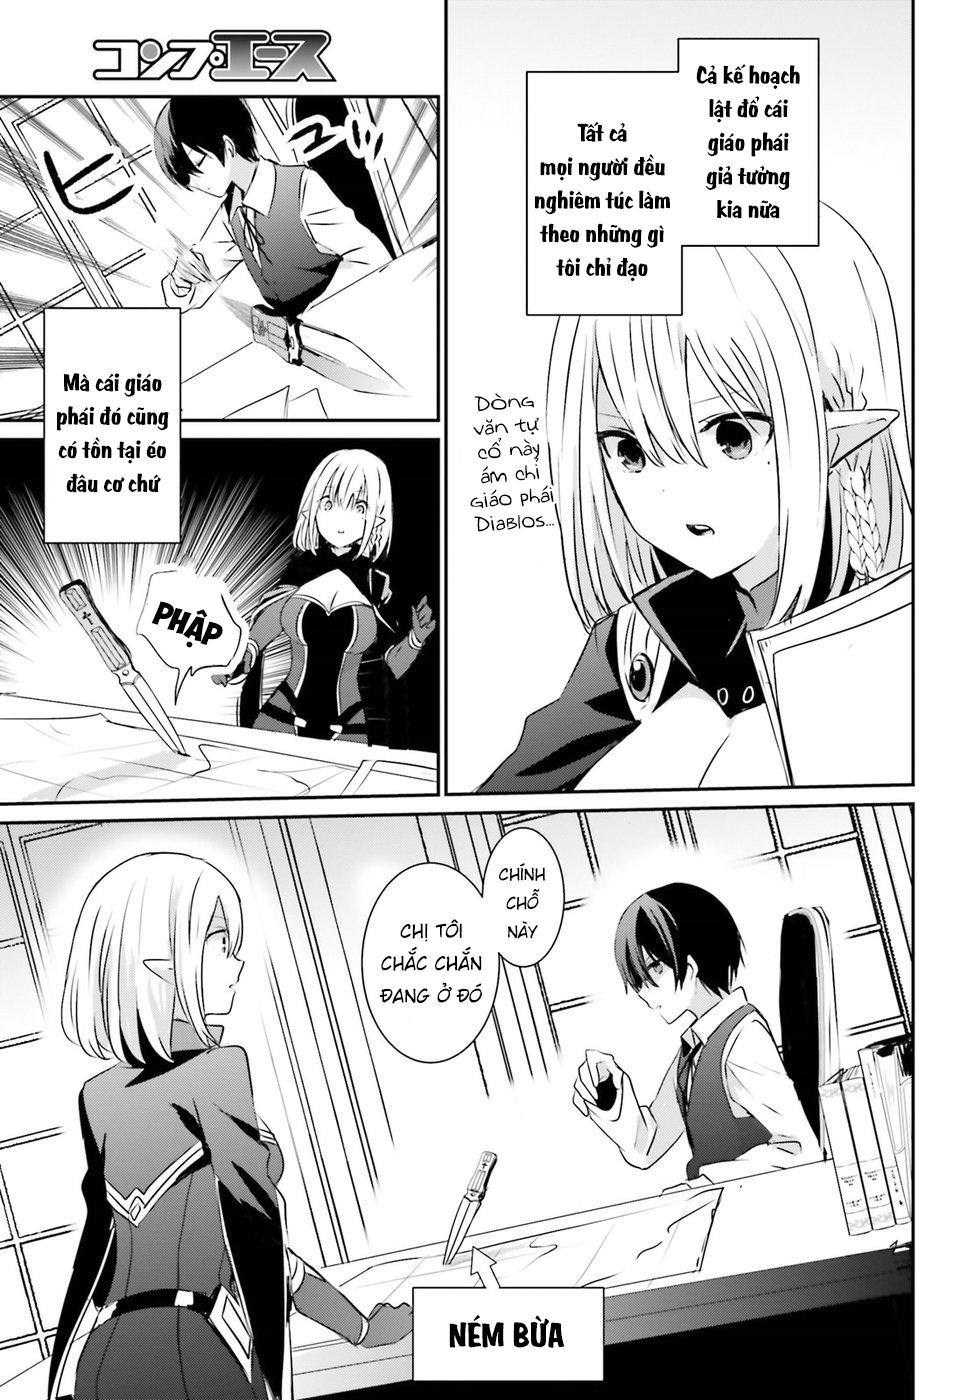 コンプエース
Cả kế hoạch
lật đổ cái
giáo phái
giả tưởng
kia nữa
Tất cả
mọi người đều
nghiêm túc làm
theo những gì
tôi chỉ đạo
Dòng
văn tự
cổ này
ám chỉ
Giáo phái
Diablos...
ヒュッ
Mà cái giáo
phái đó cũng
có tồn tại éo
đâu cơ chứ
PHẬP
CHÍNH
CHỖ
NÀY
CHỊ TÔI
CHẮC CHẮN
ĐANG Ở ĐÓ
NÉM BỪA